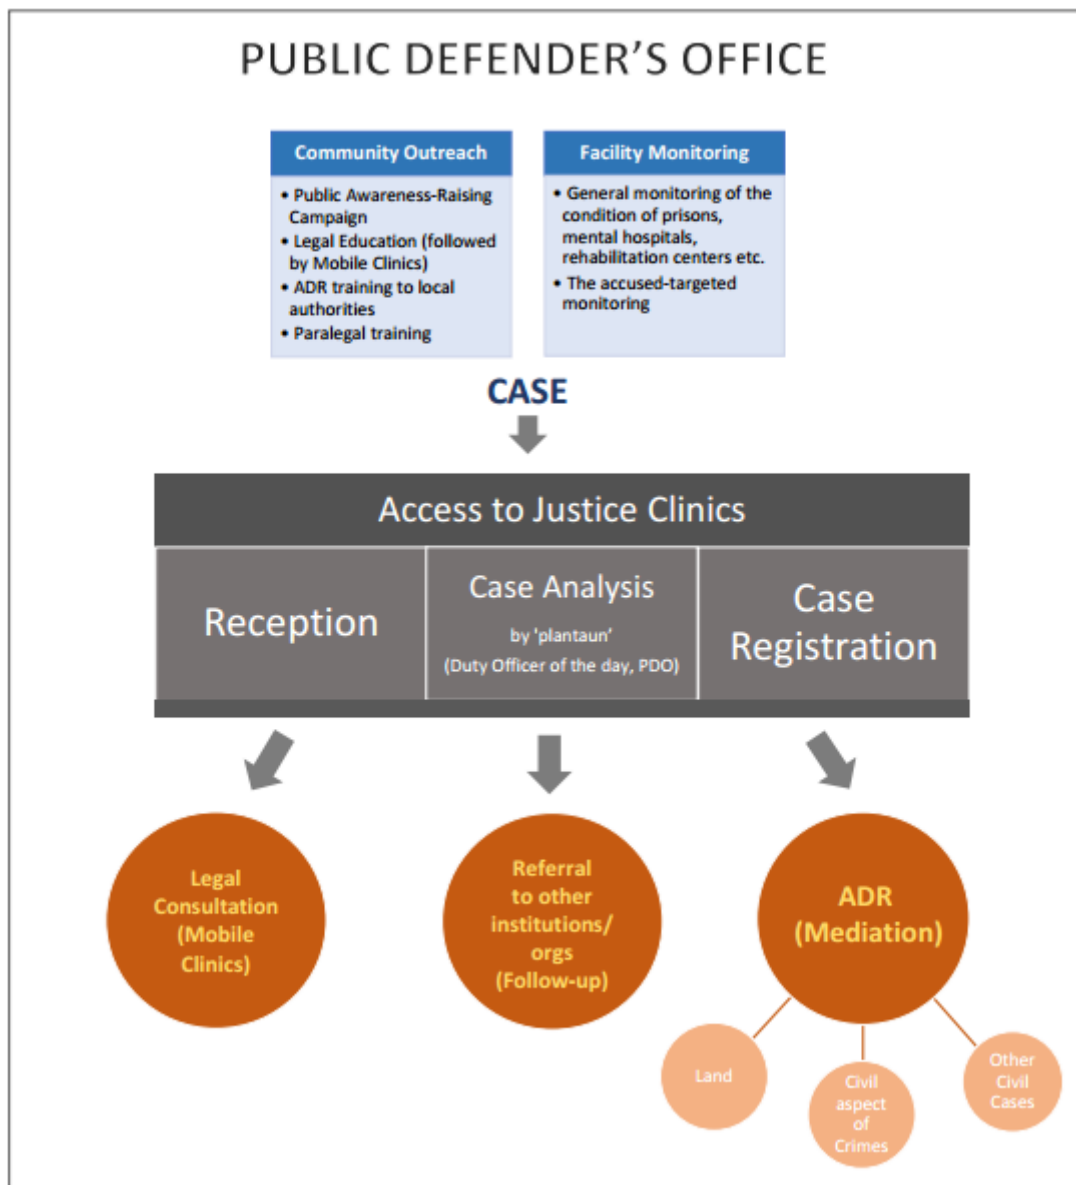 PUBLIC DEFENDER'S OFFICE
Community Outreach
• Public Awareness-Raising
Campaign
• Legal Education (followed
by Mobile Clinics)
• ADR training to local
authorities
• Paralegal training
Facility Monitoring
• General monitoring of the
condition of prisons,
mental hospitals,
rehabilitation centers etc.
• The accused-targeted
monitoring
CASE
Access to Justice Clinics
Reception
Case Analysis
by 'plantaun'
(Duty Officer of the day, PDO)
Case
Registration
Legal
Consultation
(Mobile
Clinics)
Referral
to other
institutions/
orgs
(Follow-up)
ADR
(Mediation)
Land
Civil
aspect
of
Crimes
Other
Civil
Cases